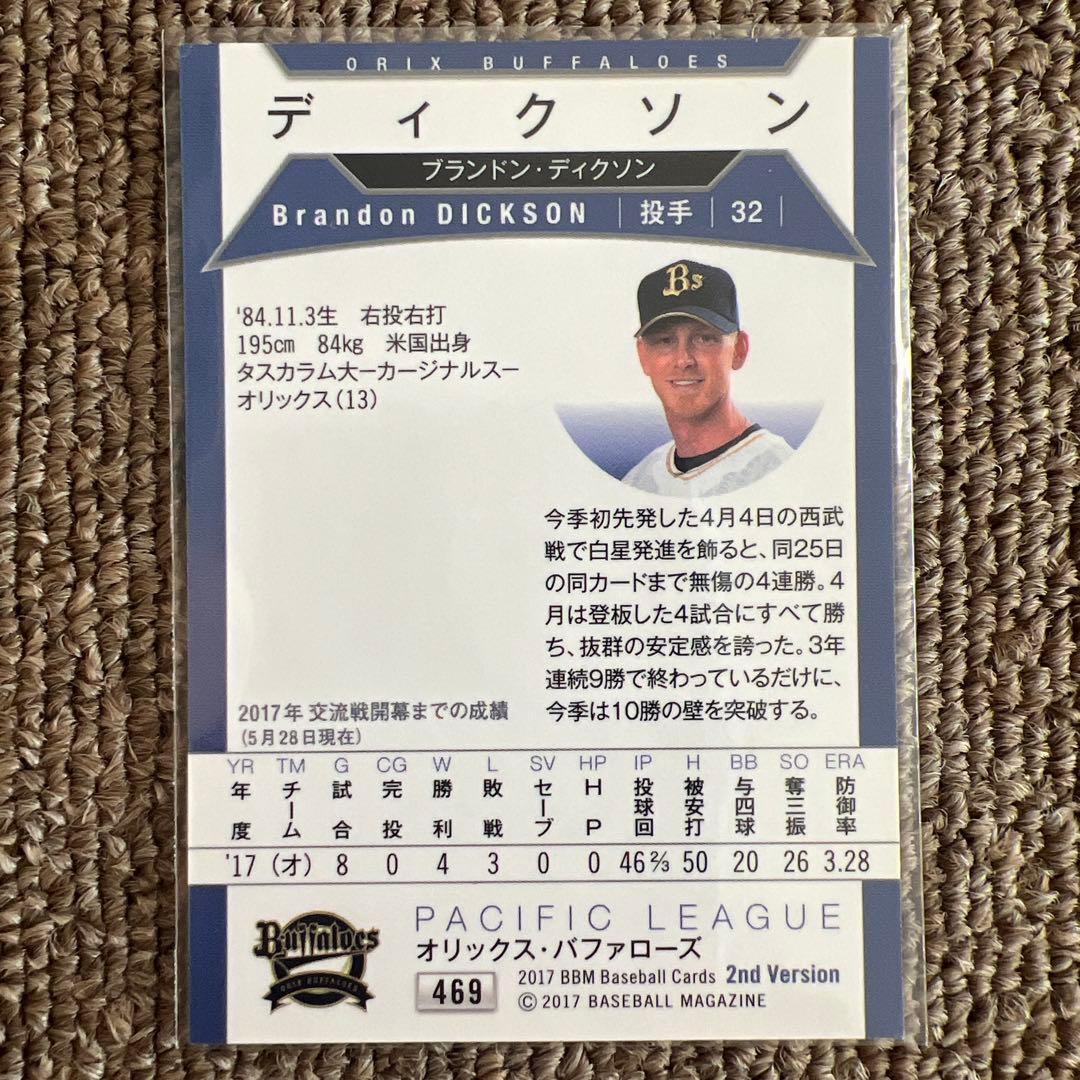 ORIX BUFFALOES
ディクソン
ブランドン・ディクソン
Brandon DICKSON | 投手 | 32 |
Bs
'84.11.3生 右投右打
195cm 84kg 米国出身
タスカラム大ーカージナルスー
オリックス(13)
今季初先発した4月4日の西武
戦で白星発進を飾ると、同25日
の同カードまで無傷の4連勝。4
月は登板した4試合にすべて勝
ち、抜群の安定感を誇った。3年
連続9勝で終わっているだけに、
今季は10勝の壁を突破する。
2017年 交流戦開幕までの成績
(5月28日現在)
YR TM G CG W L SV HP IP H BB SO ERA
年度 チーム 試合 完投 勝利 敗戦 セーブ HP 投球回 被安打 与四球 奪三振 防御率
'17 (オ) 8 0 4 3 0 0 46 2/3 50 20 26 3.28
Buffaloes
ORIX BUFFALOES
PACIFIC LEAGUE
オリックス・バファローズ
469
2017 BBM Baseball Cards 2nd Version
© 2017 BASEBALL MAGAZINE